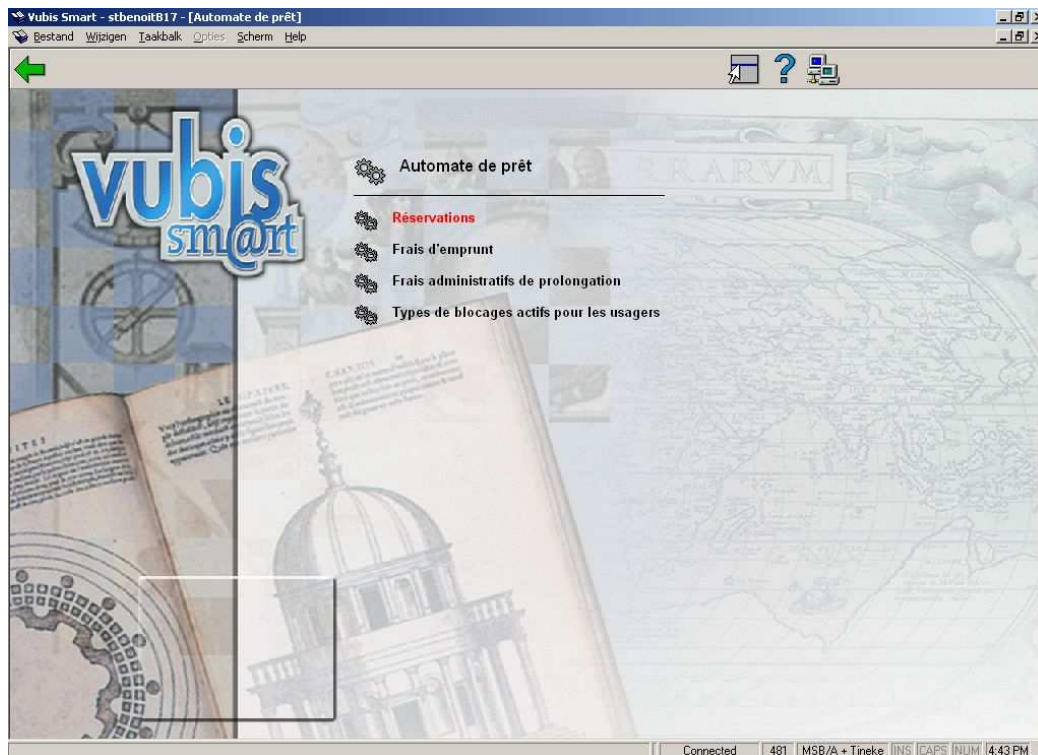 Vubis Smart - stbenoitB17 - [Automate de prêt]
Bestand Wijzigen Taakbalk Opties Scherm Help
?
vubis
sm@rt
Automate de prêt
RARVM
Réservations
Frais d'emprunt
Frais administratifs de prolongation
Types de blocages actifs pour les usagers
Connected 481 MSB/A + Tineke INS CAPS NUM 4:43 PM